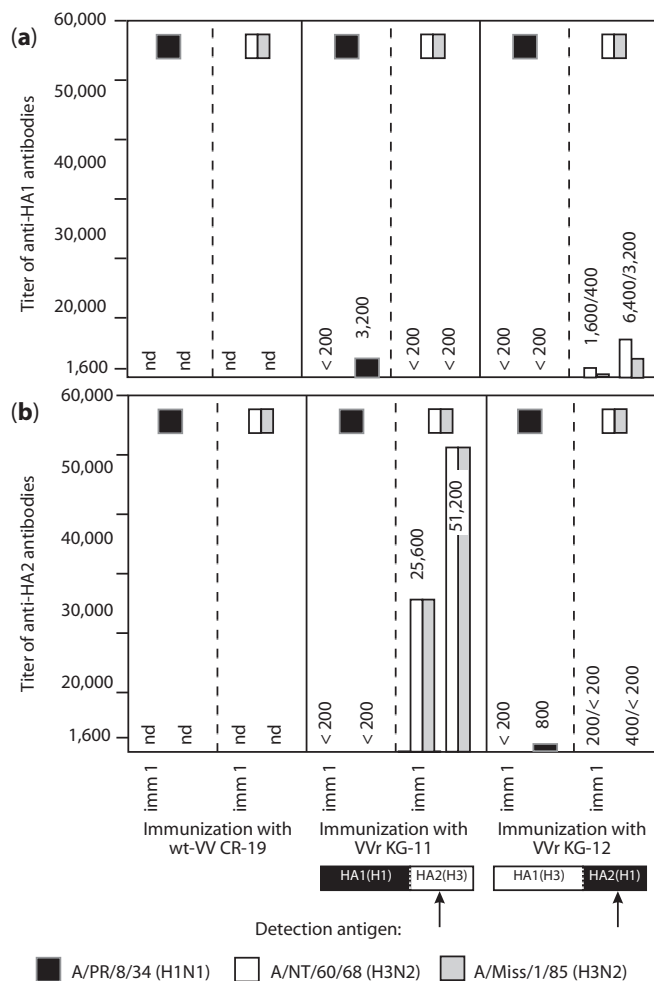 (a)
Titer of anti-HA1 antibodies
60,000
50,000
40,000
30,000
20,000
1,600
nd
nd
nd
nd
< 200
3,200
< 200
< 200
< 200
< 200
1,600/400
6,400/3,200
(b)
Titer of anti-HA2 antibodies
60,000
50,000
40,000
30,000
20,000
1,600
nd
nd
nd
nd
< 200
< 200
25,600
51,200
< 200
800
200/< 200
400/< 200
imm 1
imm 1
imm 1
imm 1
imm 1
imm 1
Immunization with
wt-VV CR-19
Immunization with
VVr KG-11
Immunization with
VVr KG-12
HA1(H1)
HA2(H3)
HA1(H3)
HA2(H1)
Detection antigen:
A/PR/8/34 (H1N1)
A/NT/60/68 (H3N2)
A/Miss/1/85 (H3N2)